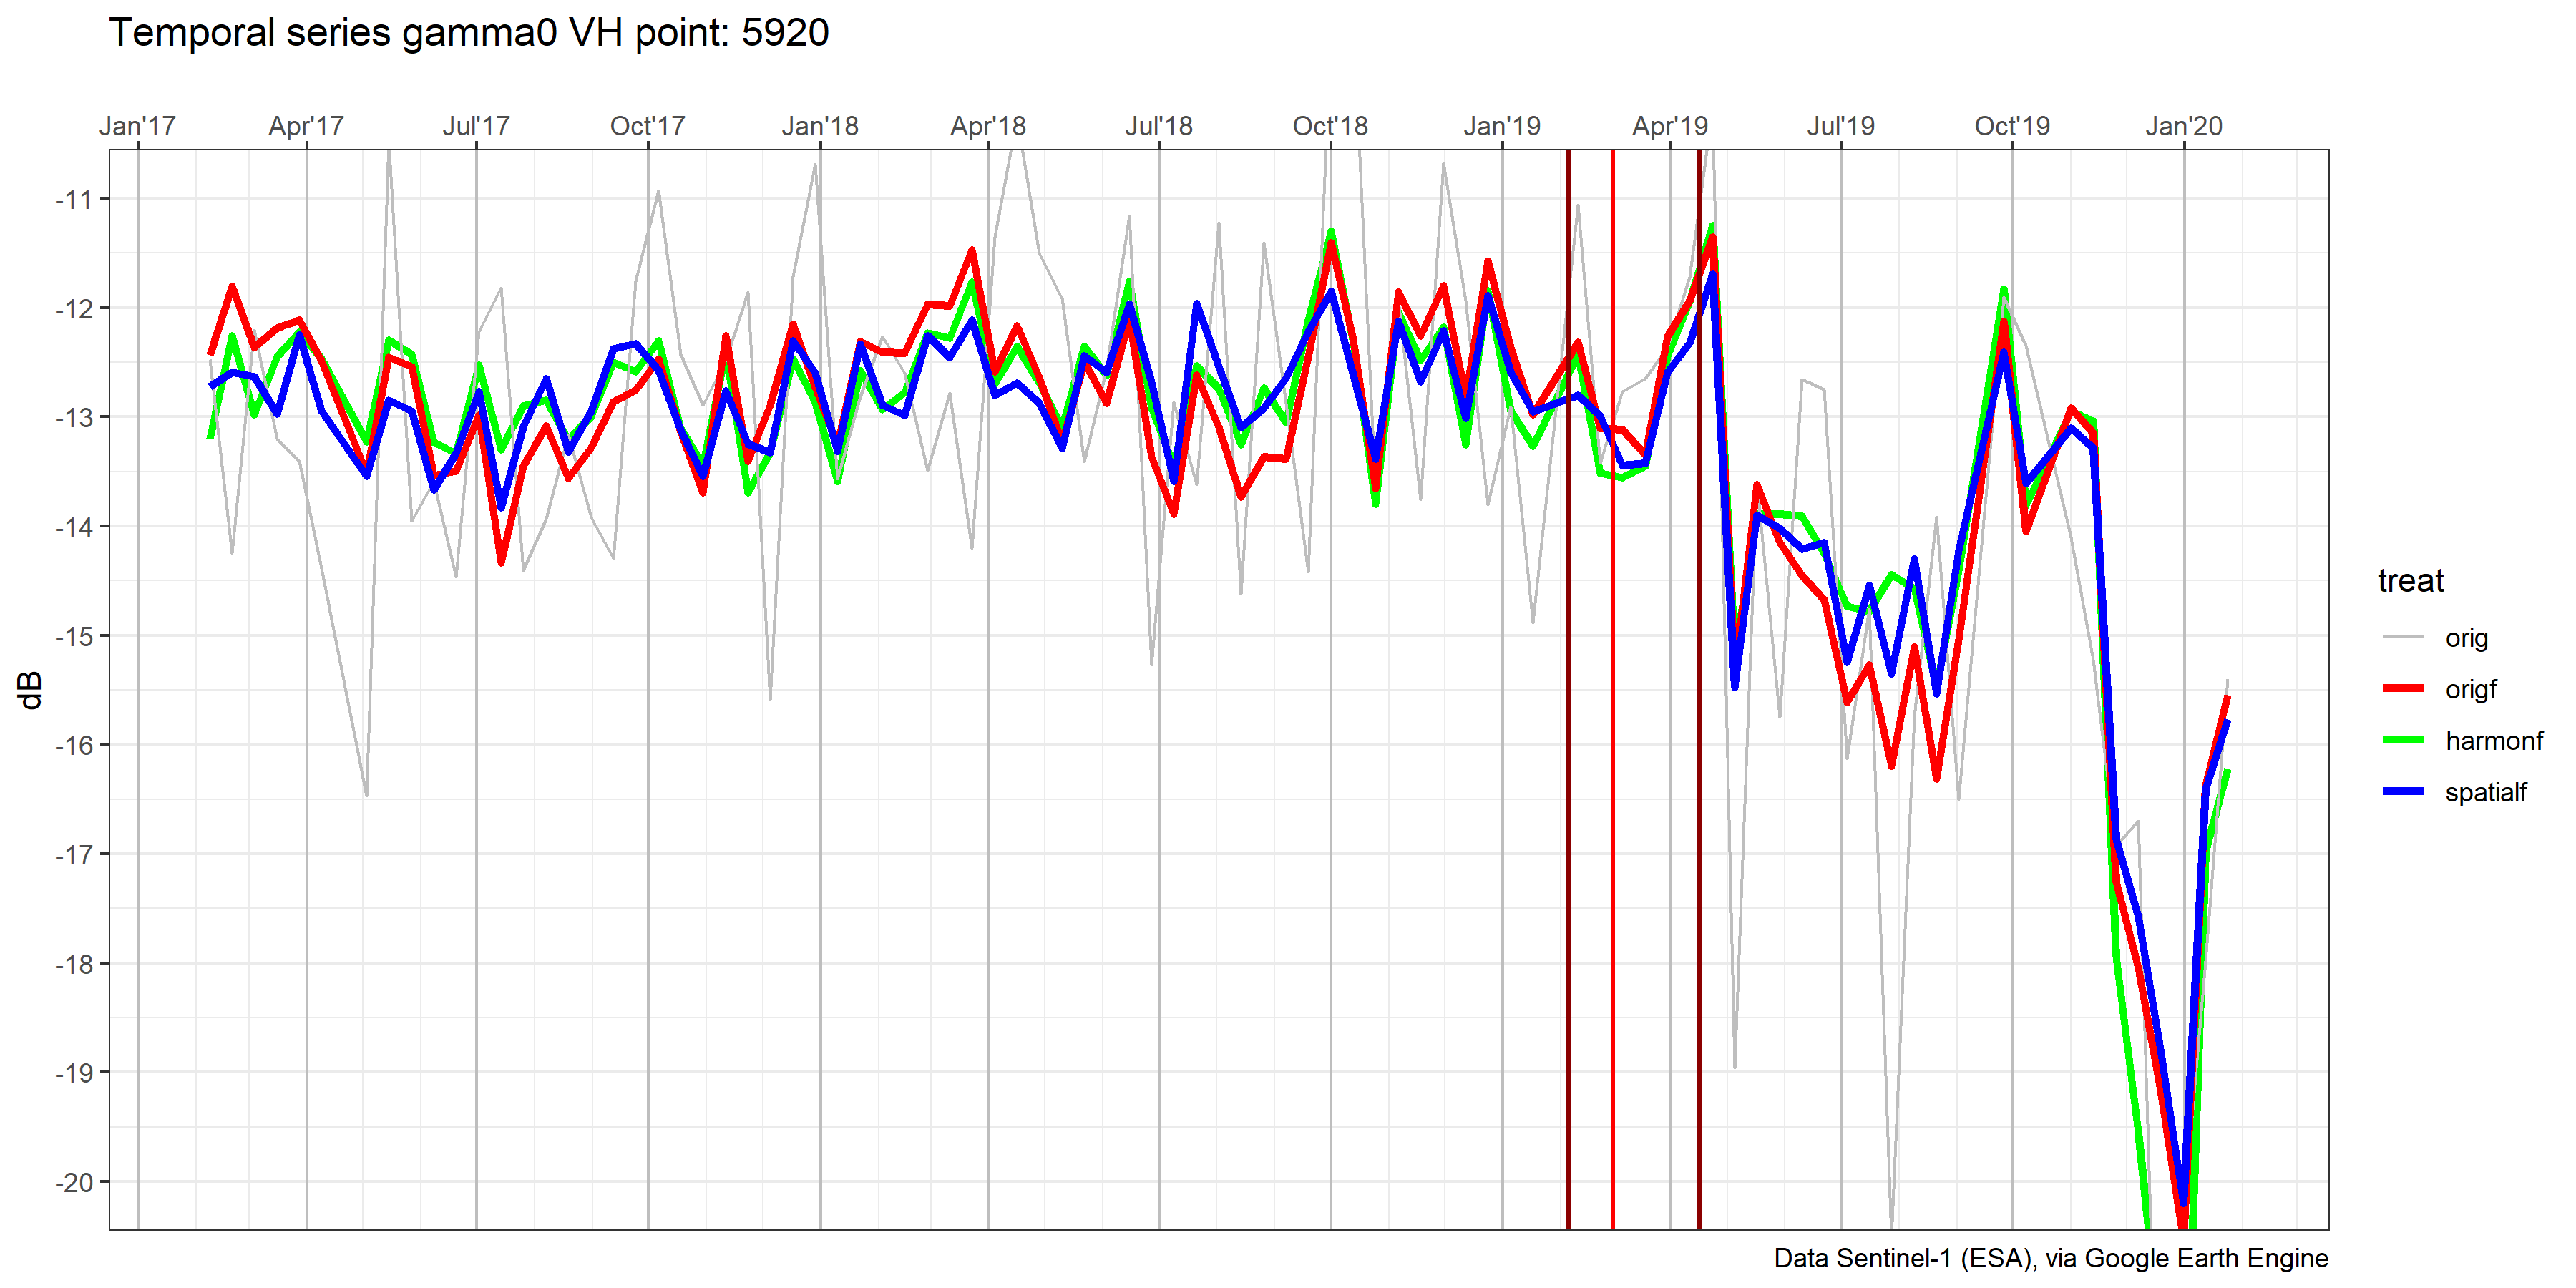 Temporal series gamma0 VH point: 5920
Jan'17 Apr'17 Jul'17 Oct'17 Jan'18 Apr'18 Jul'18 Oct'18 Jan'19 Apr'19 Jul'19 Oct'19 Jan'20
-11
-12
-13
-14
-15
-16
-17
-18
-19
-20
dB
treat
orig
origf
harmonf
spatialf
Data Sentinel-1 (ESA), via Google Earth Engine